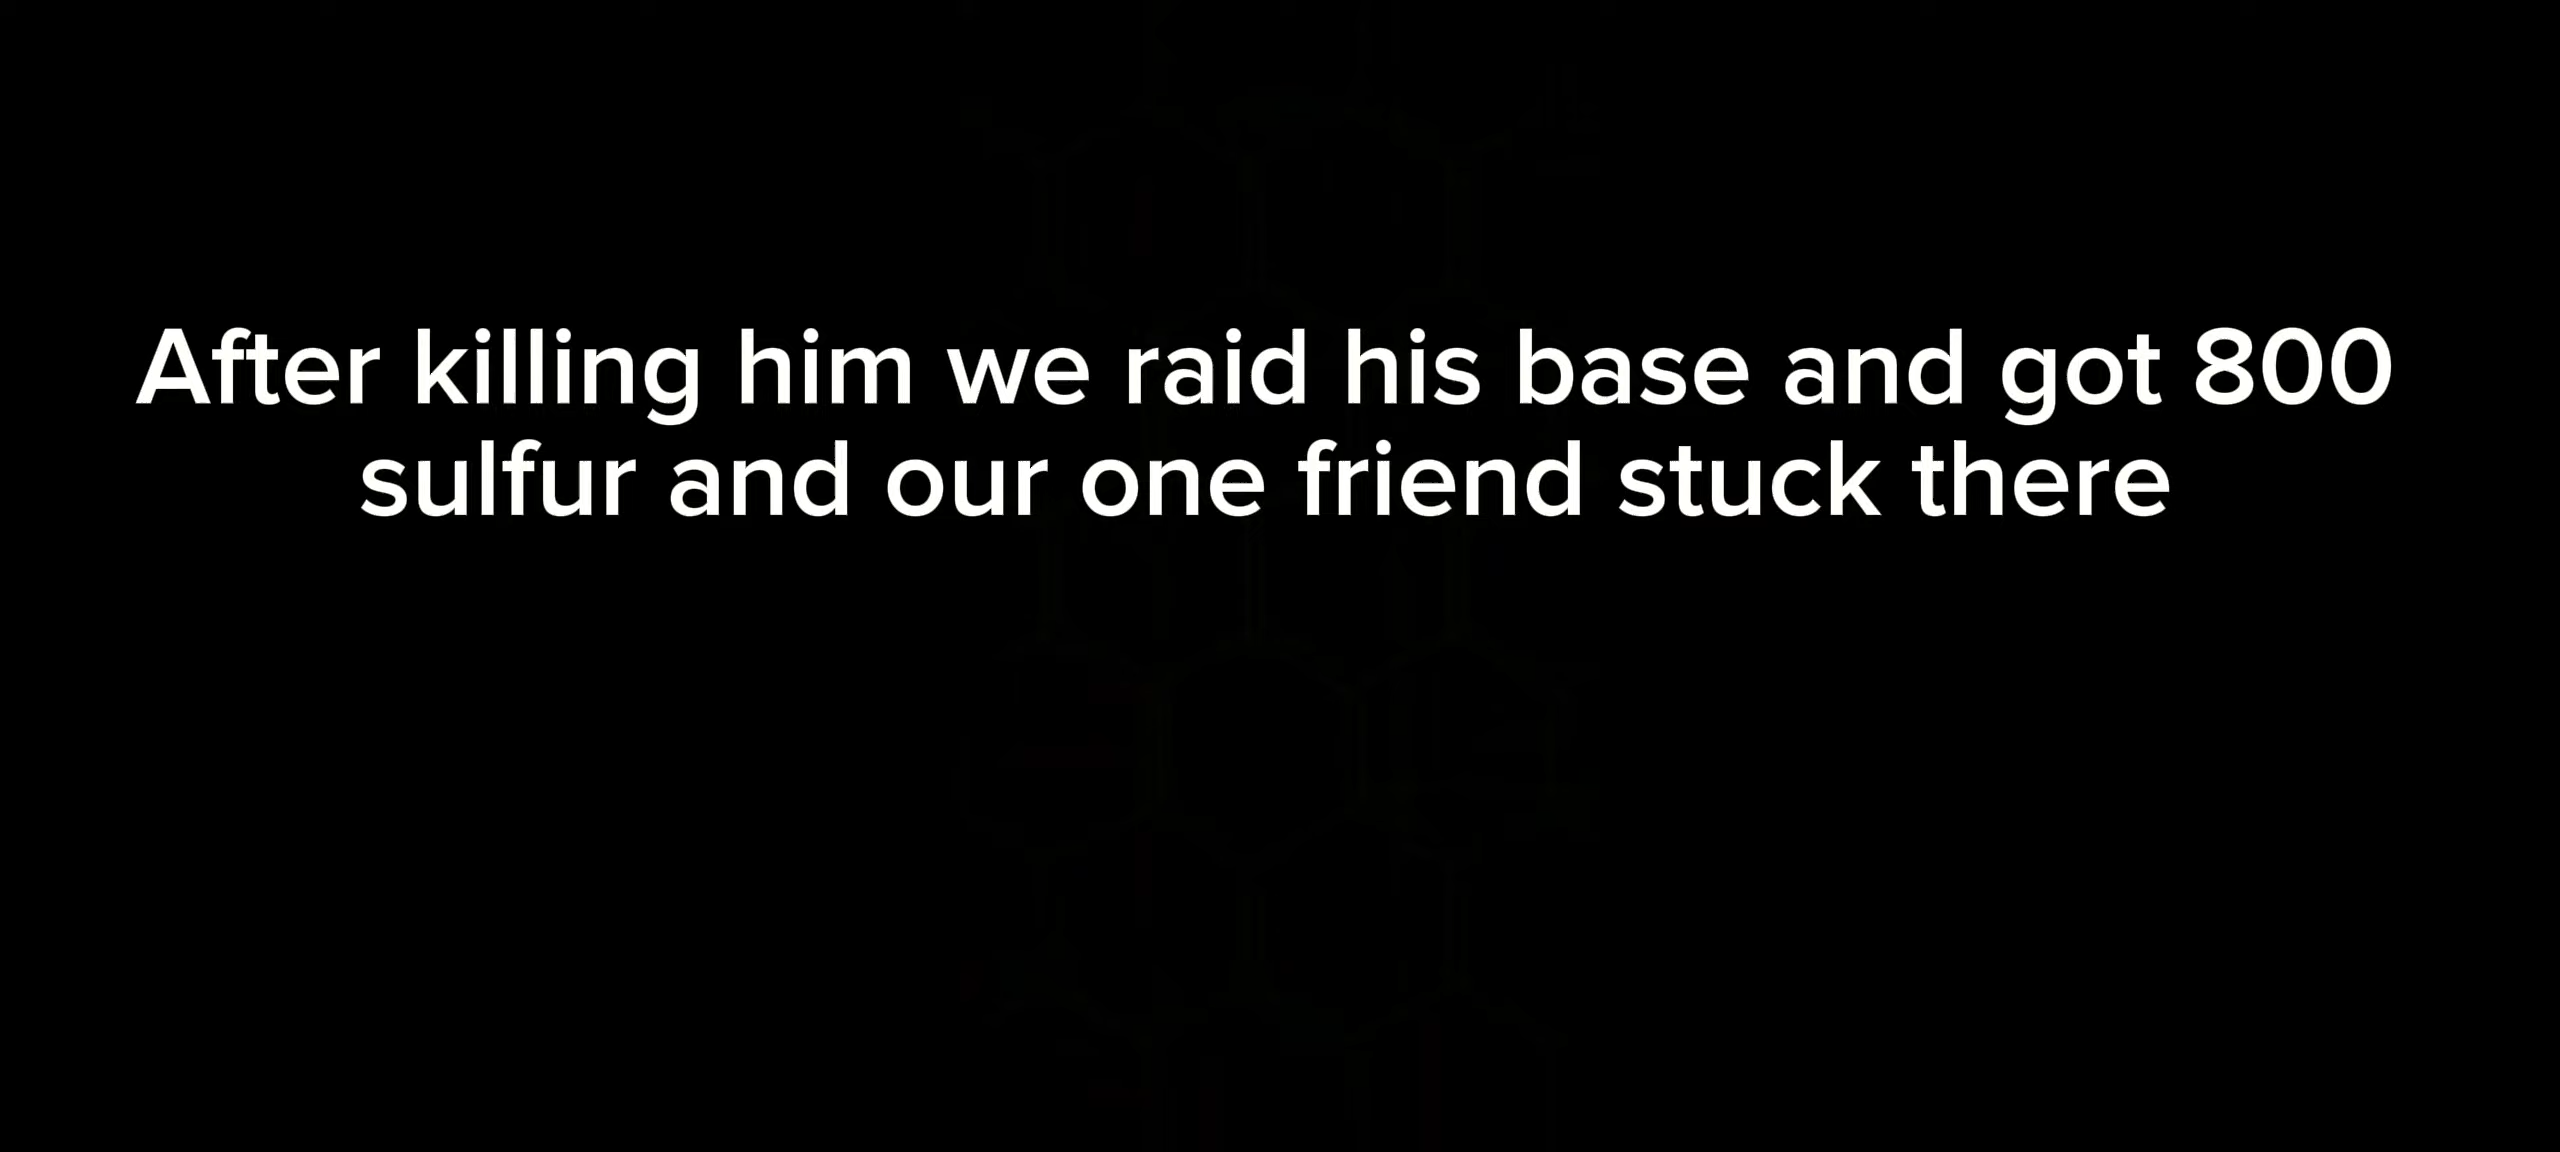 After killing him we raid his base and got 800
sulfur and our one friend stuck there